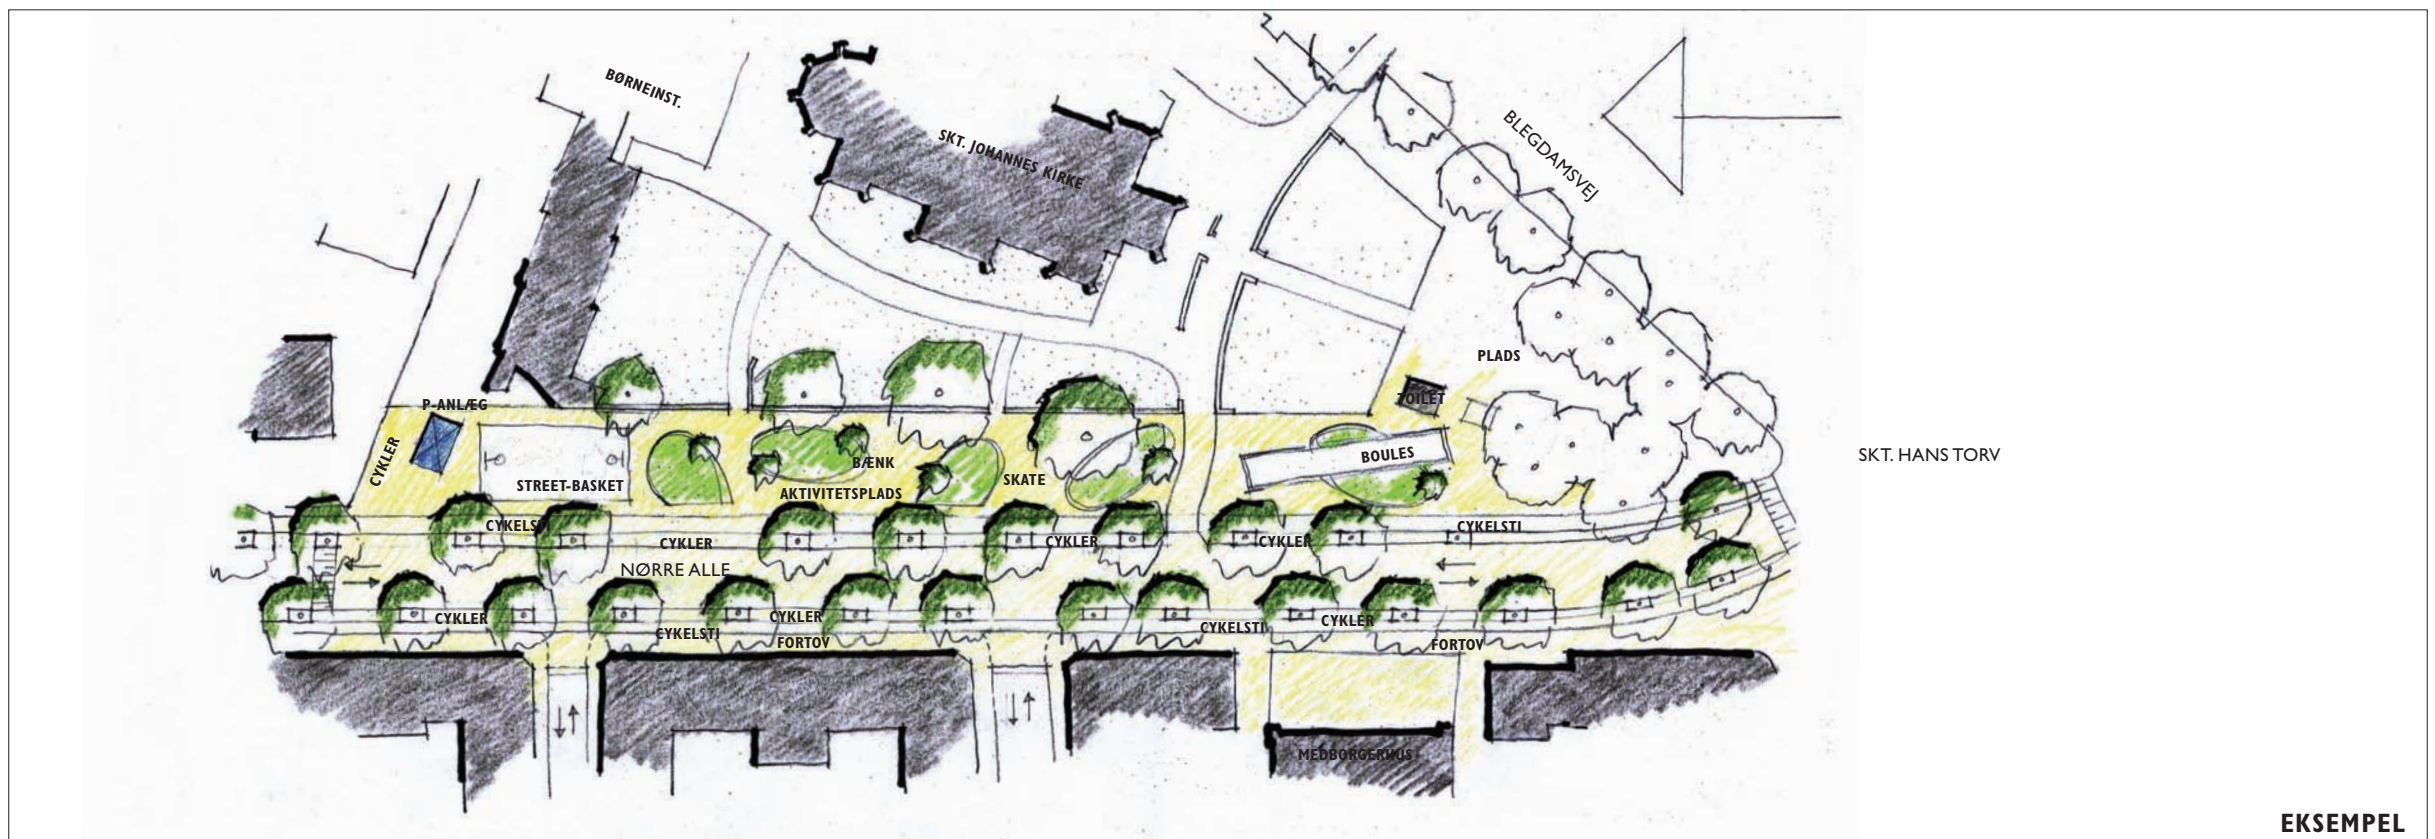 BØRNEINST.
SKT. JOHANNES KIRKE
BLEGDAMSVEJ
PLADS
P-ANLÆG
TOILET
CYKLER
BÆNK
BOULES
SKT. HANS TORV
STREET-BASKET
AKTIVITETSPLADS
SKATE
CYKELSTI
CYKELSTI
CYKLER
CYKLER
CYKLER
NØRRE ALLE
CYKLER
CYKLER
CYKLER
CYKELSTI
CYKELSTI
FORTOV
FORTOV
MEDBORGERHUS
EKSEMPEL